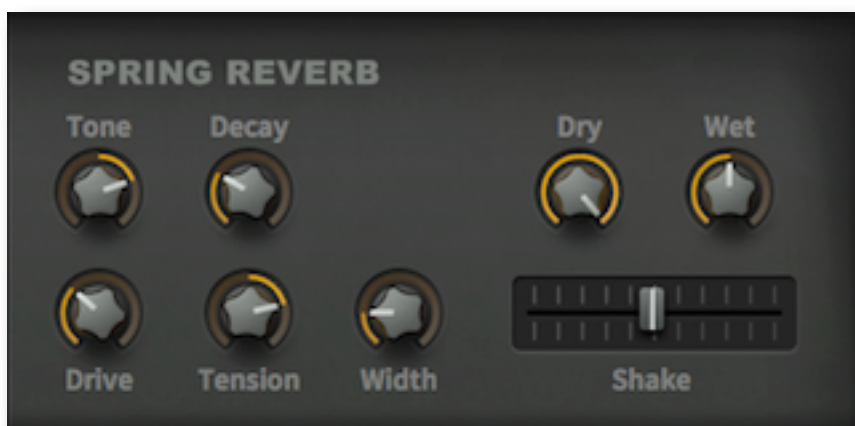 SPRING REVERB
Tone Decay Dry Wet
Drive Tension Width Shake